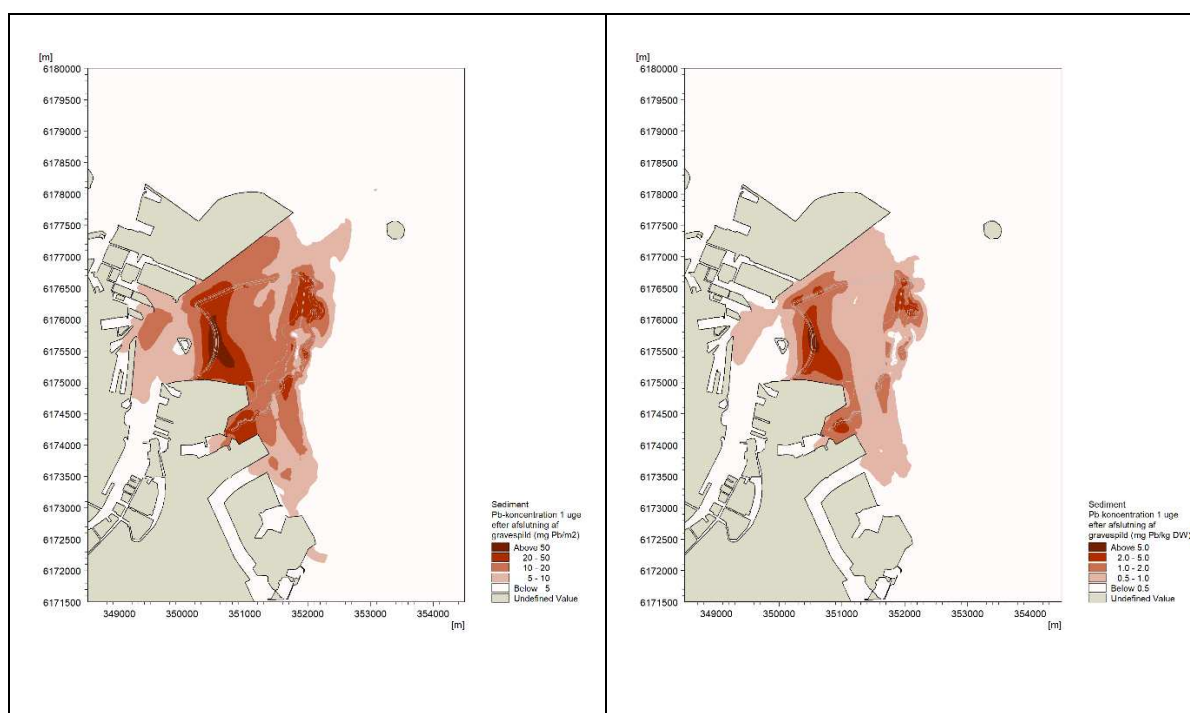 [m]
6180000
6179500
6179000
6178500
6178000
6177500
6177000
6176500
6176000
6175500
6175000
6174500
6174000
6173500
6173000
6172500
6172000
6171500
349000 350000 351000 352000 353000 354000
[m]
Sediment
Pb-koncentration 1 uge
efter afslutning af
gravespild (mg Pb/m2)
Above 50
20 - 50
10 - 20
5 - 10
Below 5
Undefined Value
[m]
6180000
6179500
6179000
6178500
6178000
6177500
6177000
6176500
6176000
6175500
6175000
6174500
6174000
6173500
6173000
6172500
6172000
6171500
349000 350000 351000 352000 353000 354000
[m]
Sediment
Pb koncentration 1 uge
efter afslutning af
gravespild (mg Pb/kg DW)
Above 5.0
2.0 - 5.0
1.0 - 2.0
0.5 - 1.0
Below 0.5
Undefined Value